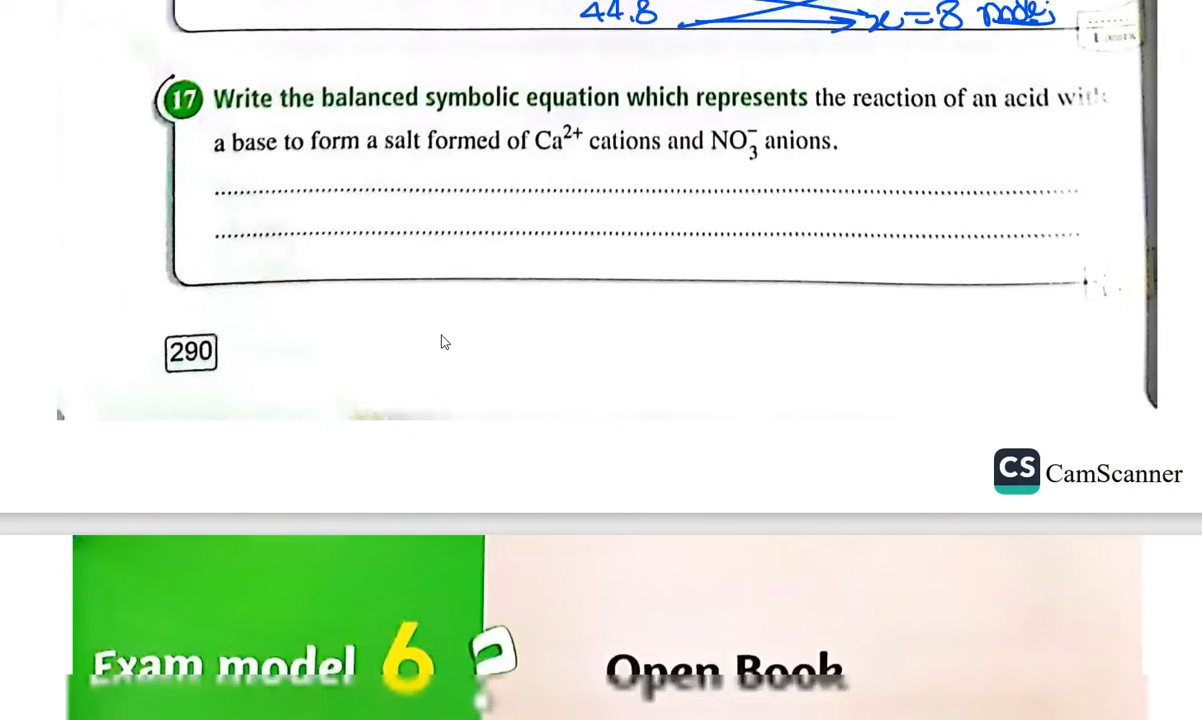 44.8 x = 8 moles
17 Write the balanced symbolic equation which represents the reaction of an acid with
a base to form a salt formed of Ca²⁺ cations and NO₃⁻ anions.
290
CS CamScanner
Exam model 6
Open Book